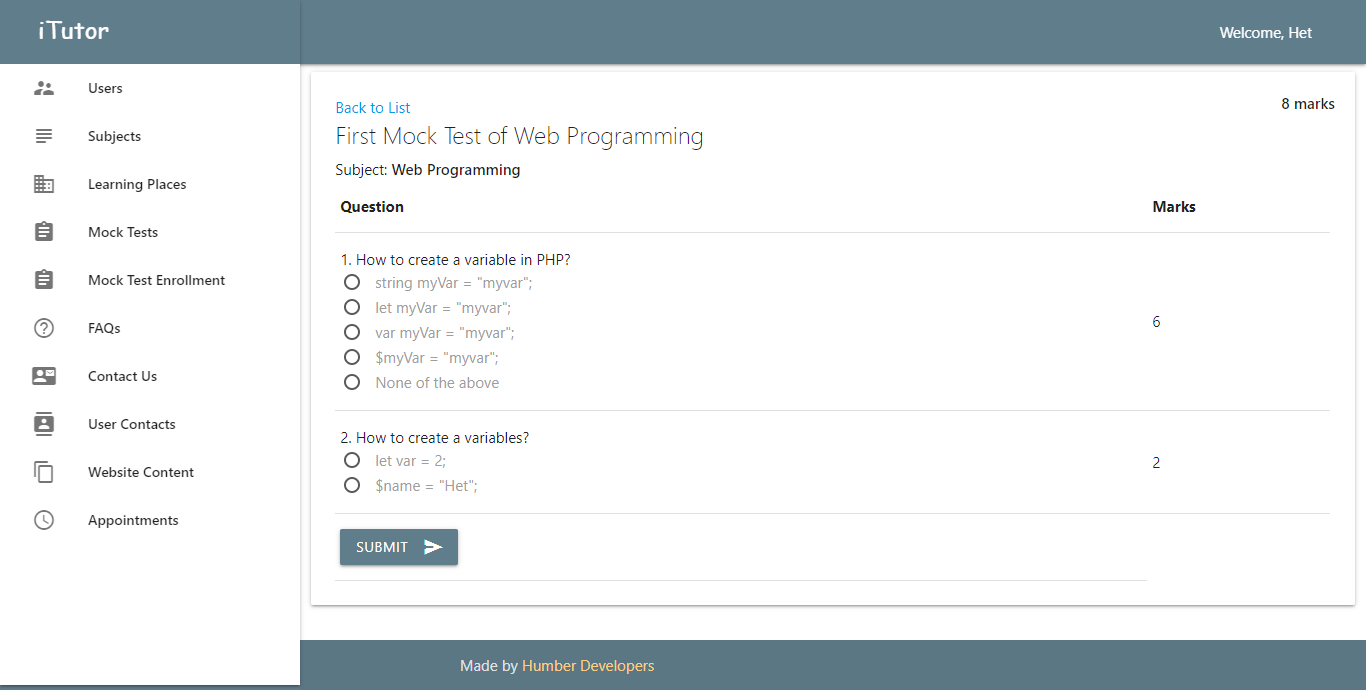 iTutor
Welcome, Het
Users
Subjects
Learning Places
Mock Tests
Mock Test Enrollment
FAQs
Contact Us
User Contacts
Website Content
Appointments
Back to List
8 marks
First Mock Test of Web Programming
Subject: Web Programming
Question Marks
1. How to create a variable in PHP?
string myVar = "myvar";
let myVar = "myvar";
var myVar = "myvar";
$myVar = "myvar";
None of the above
6
2. How to create a variables?
let var = 2;
$name = "Het";
2
SUBMIT
Made by Humber Developers